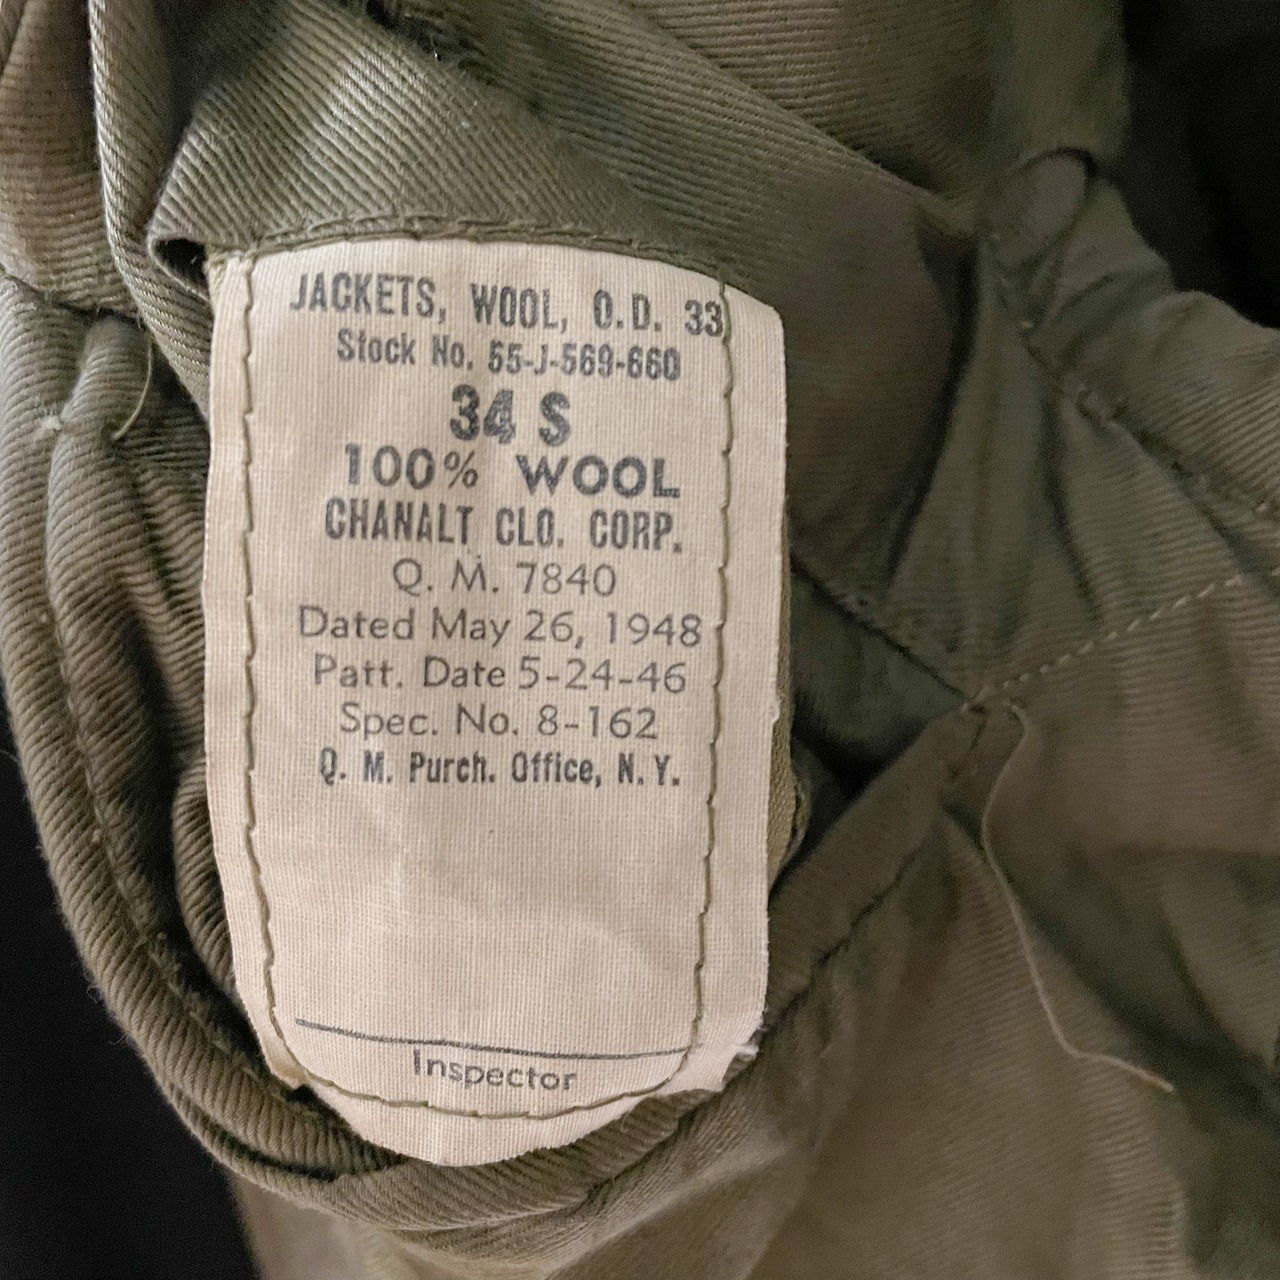 JACKETS, WOOL, O.D. 33
Stock No. 55-J-569-660
34 S
100% WOOL
CHANALT CLO. CORP.
Q. M. 7840
Dated May 26, 1948
Patt. Date 5-24-46
Spec. No. 8-162
Q. M. Purch. Office, N. Y.
Inspector